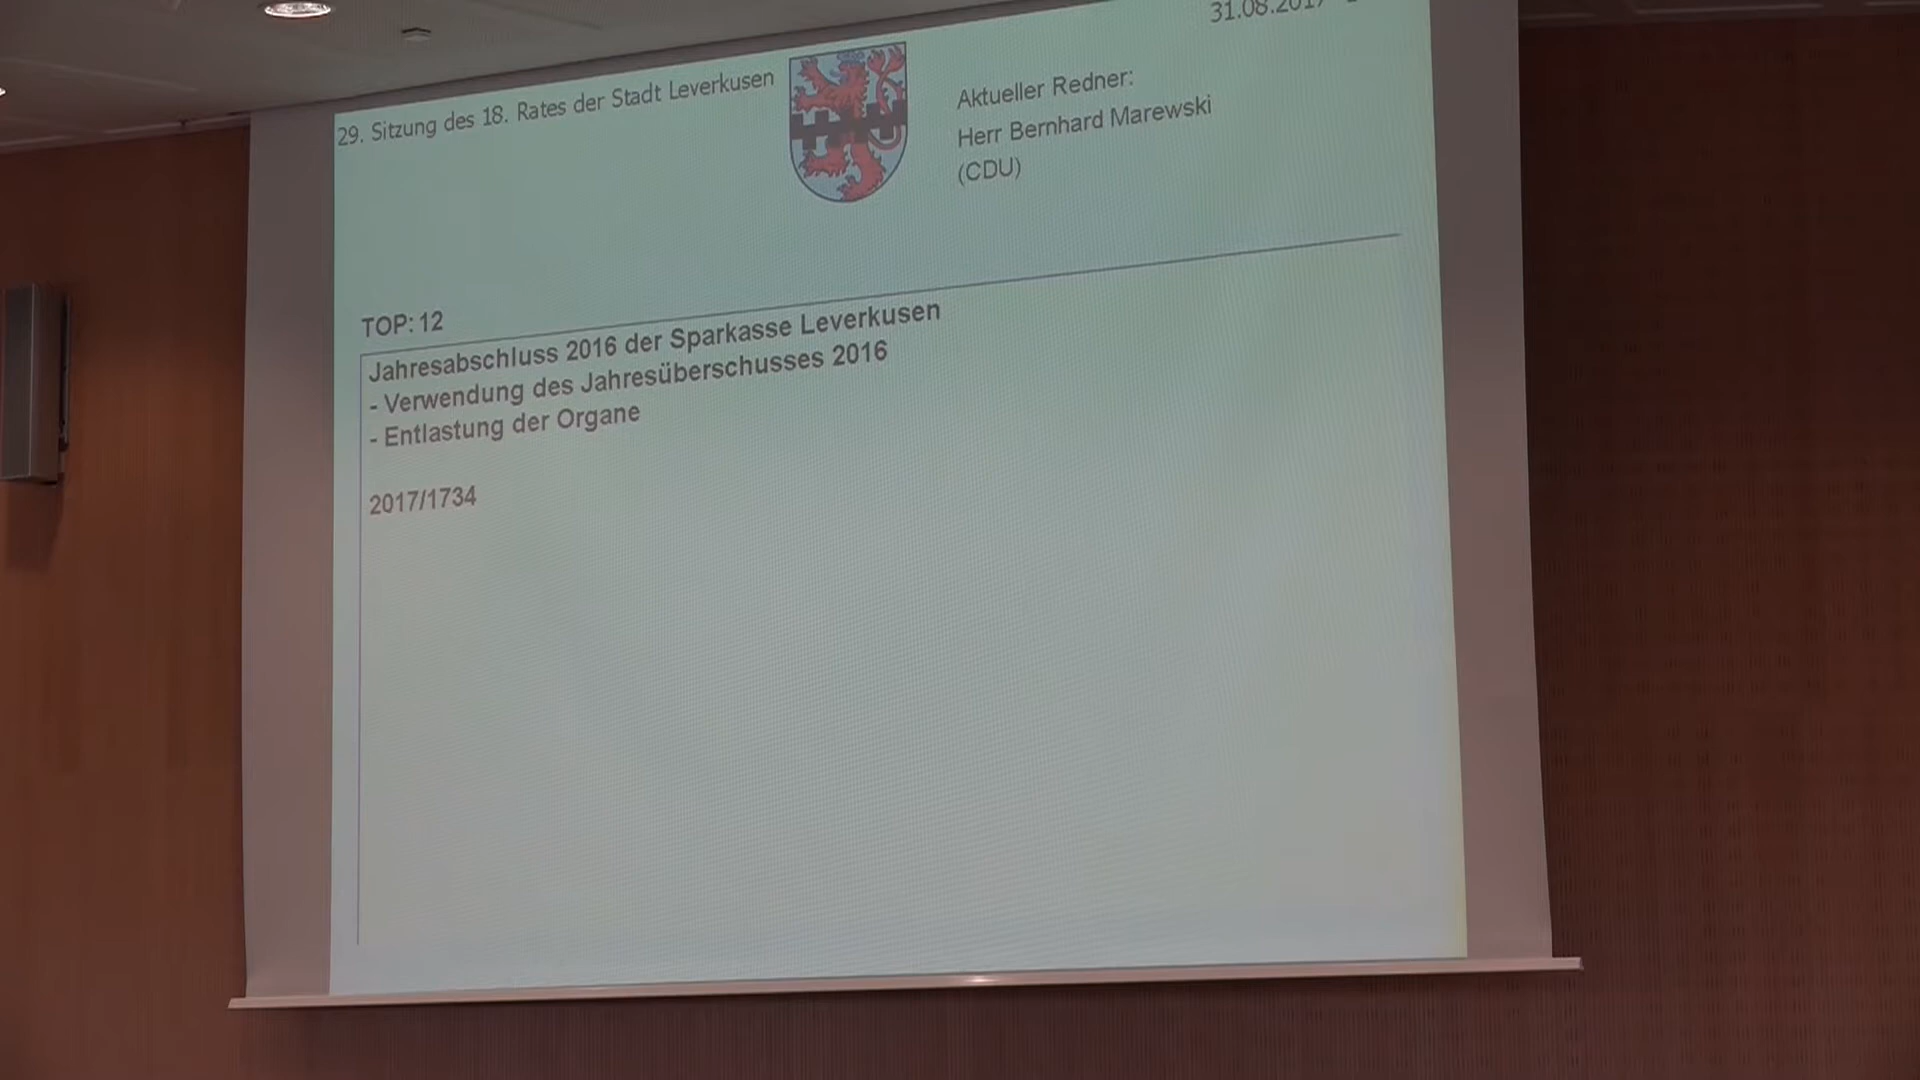 31.08.2017
29. Sitzung des 18. Rates der Stadt Leverkusen
Aktueller Redner:
Herr Bernhard Marewski
(CDU)
TOP: 12
Jahresabschluss 2016 der Sparkasse Leverkusen
- Verwendung des Jahresüberschusses 2016
- Entlastung der Organe
2017/1734